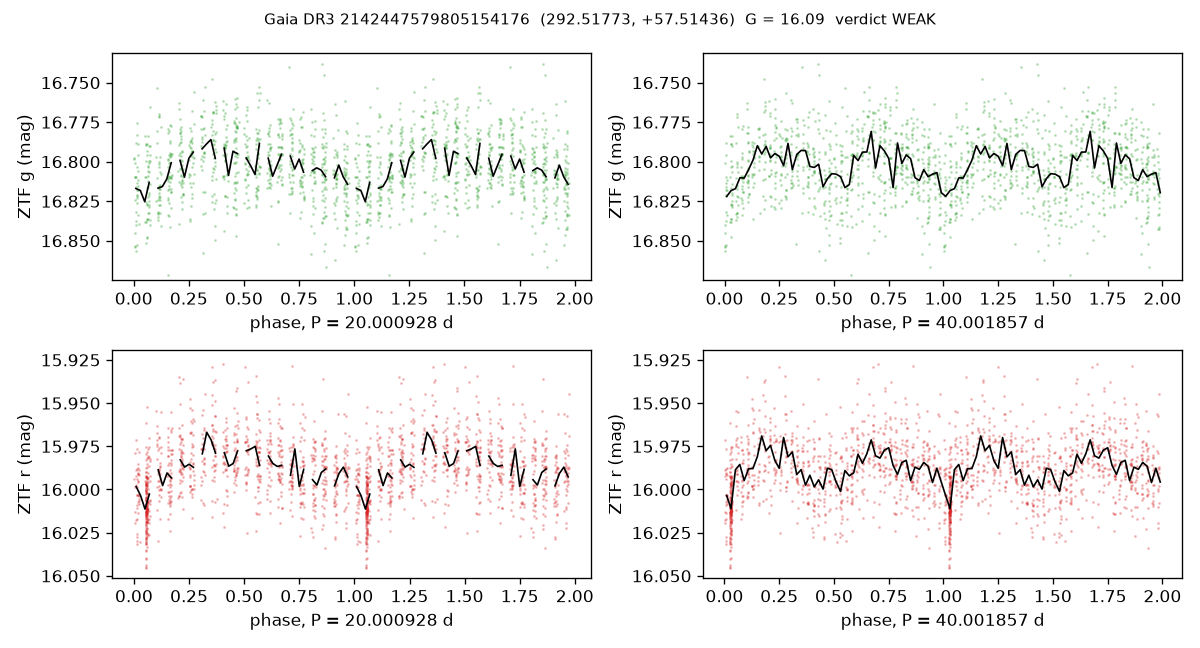 Gaia DR3 2142447579805154176 (292.51773, +57.51436) G = 16.09 verdict WEAK
ZTF g (mag)
16.750
16.775
16.800
16.825
16.850
0.00 0.25 0.50 0.75 1.00 1.25 1.50 1.75 2.00
phase, P = 20.000928 d
ZTF g (mag)
16.750
16.775
16.800
16.825
16.850
0.00 0.25 0.50 0.75 1.00 1.25 1.50 1.75 2.00
phase, P = 40.001857 d
ZTF r (mag)
15.925
15.950
15.975
16.000
16.025
16.050
0.00 0.25 0.50 0.75 1.00 1.25 1.50 1.75 2.00
phase, P = 20.000928 d
ZTF r (mag)
15.925
15.950
15.975
16.000
16.025
16.050
0.00 0.25 0.50 0.75 1.00 1.25 1.50 1.75 2.00
phase, P = 40.001857 d